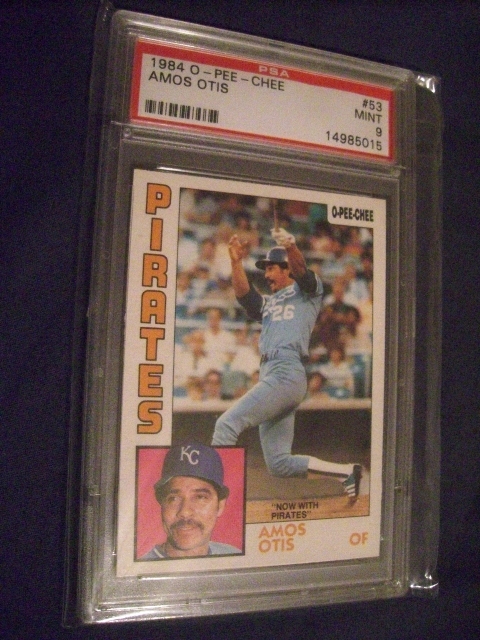 PSA
1984 O-PEE-CHEE
AMOS OTIS
#53
MINT
9
14985015
O-PEE-CHEE
PIRATES
26
KC
"NOW WITH
PIRATES"
AMOS
OTIS
OF